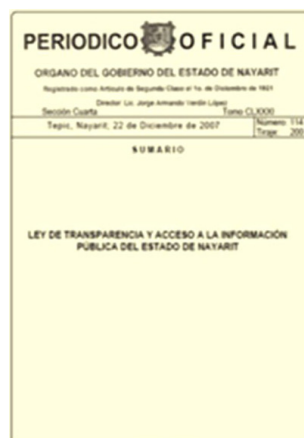 PERIODICO OFICIAL
ORGANO DEL GOBIERNO DEL ESTADO DE NAYARIT
Registrado como Artículo de Segunda Clase el 1o. de Diciembre de 1921
Director: Lic. Jorge Armando Verdín López
Sección Cuarta Tomo CLXXXI
Tepic, Nayarit; 22 de Diciembre de 2007
Número: 114
Tiraje: 200
SUMARIO
LEY DE TRANSPARENCIA Y ACCESO A LA INFORMACIÓN
PÚBLICA DEL ESTADO DE NAYARIT